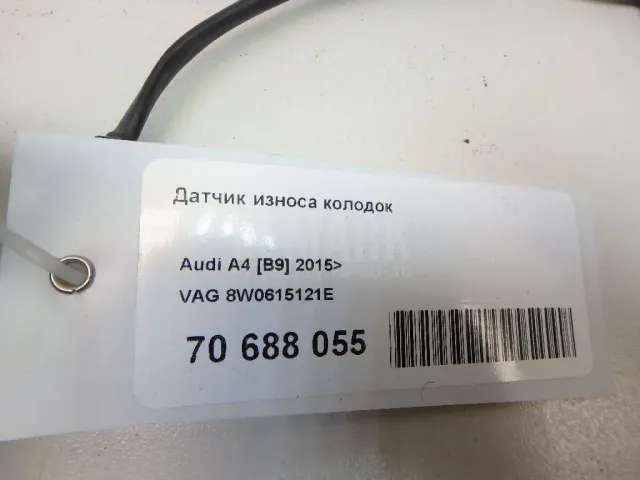 Датчик износа колодок
Audi A4 [B9] 2015>
VAG 8W0615121E
70 688 055